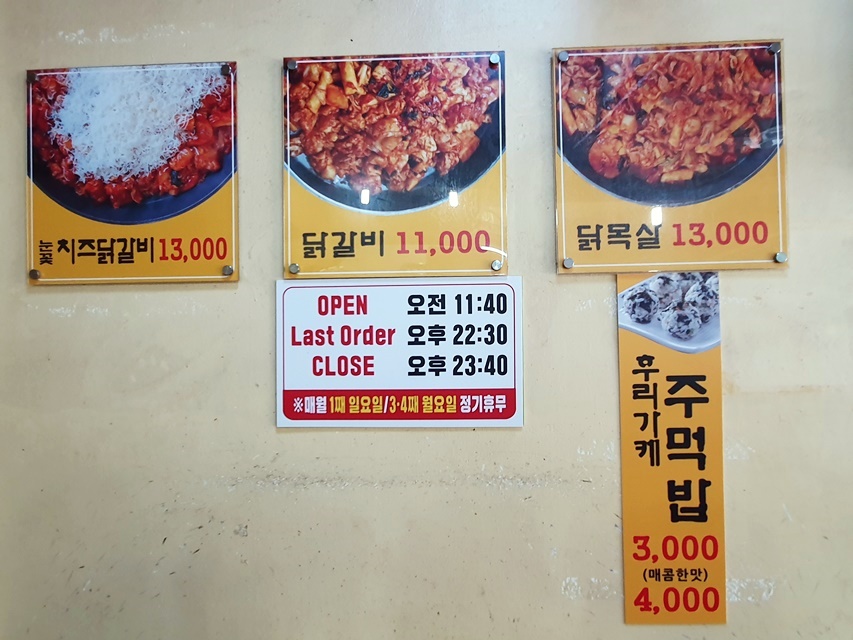 눈꽃 치즈닭갈비 13,000
닭갈비 11,000
닭목살 13,000
OPEN 오전 11:40
Last Order 오후 22:30
CLOSE 오후 23:40
※매월 1째 일요일/3·4째 월요일 정기휴무
후리가케
주먹밥
3,000
(매콤한맛)
4,000